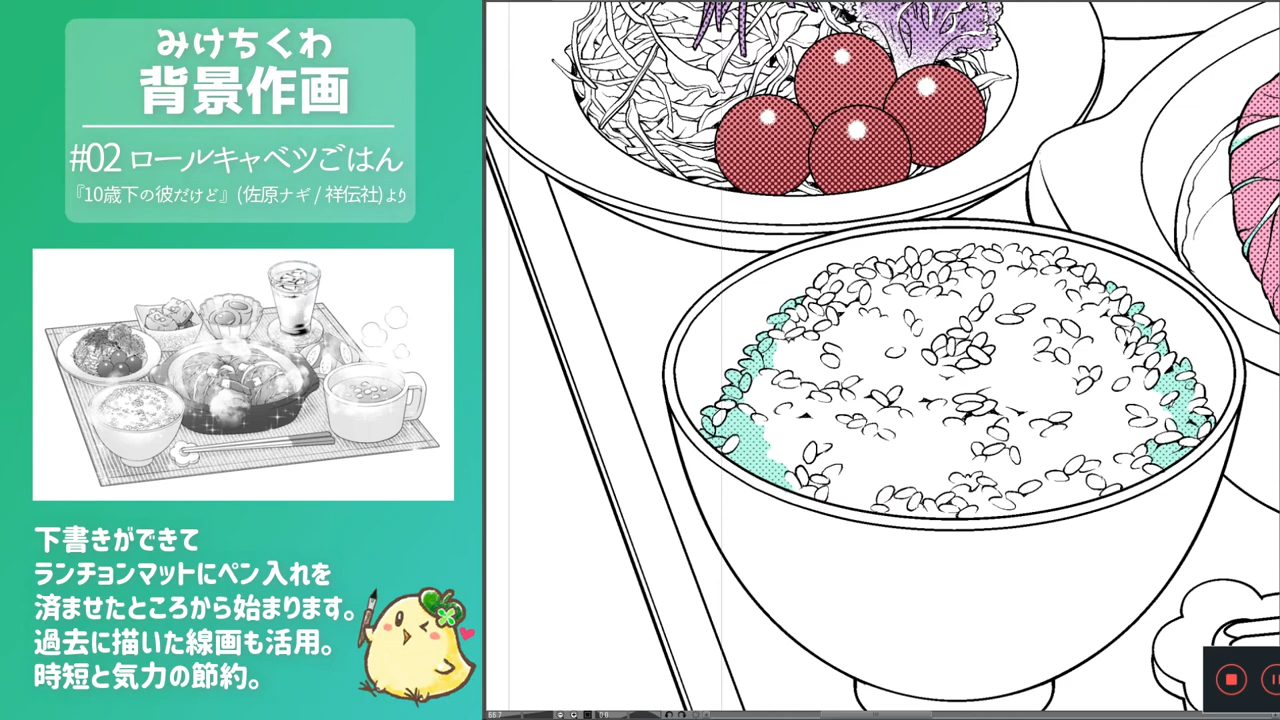 みけちくわ
背景作画
#02 ロールキャベツごはん
『10歳下の彼だけど』(佐原ナギ / 祥伝社)より
下書きができて
ランチョンマットにペン入れを
済ませたところから始まります。
過去に描いた線画も活用。
時短と気力の節約。